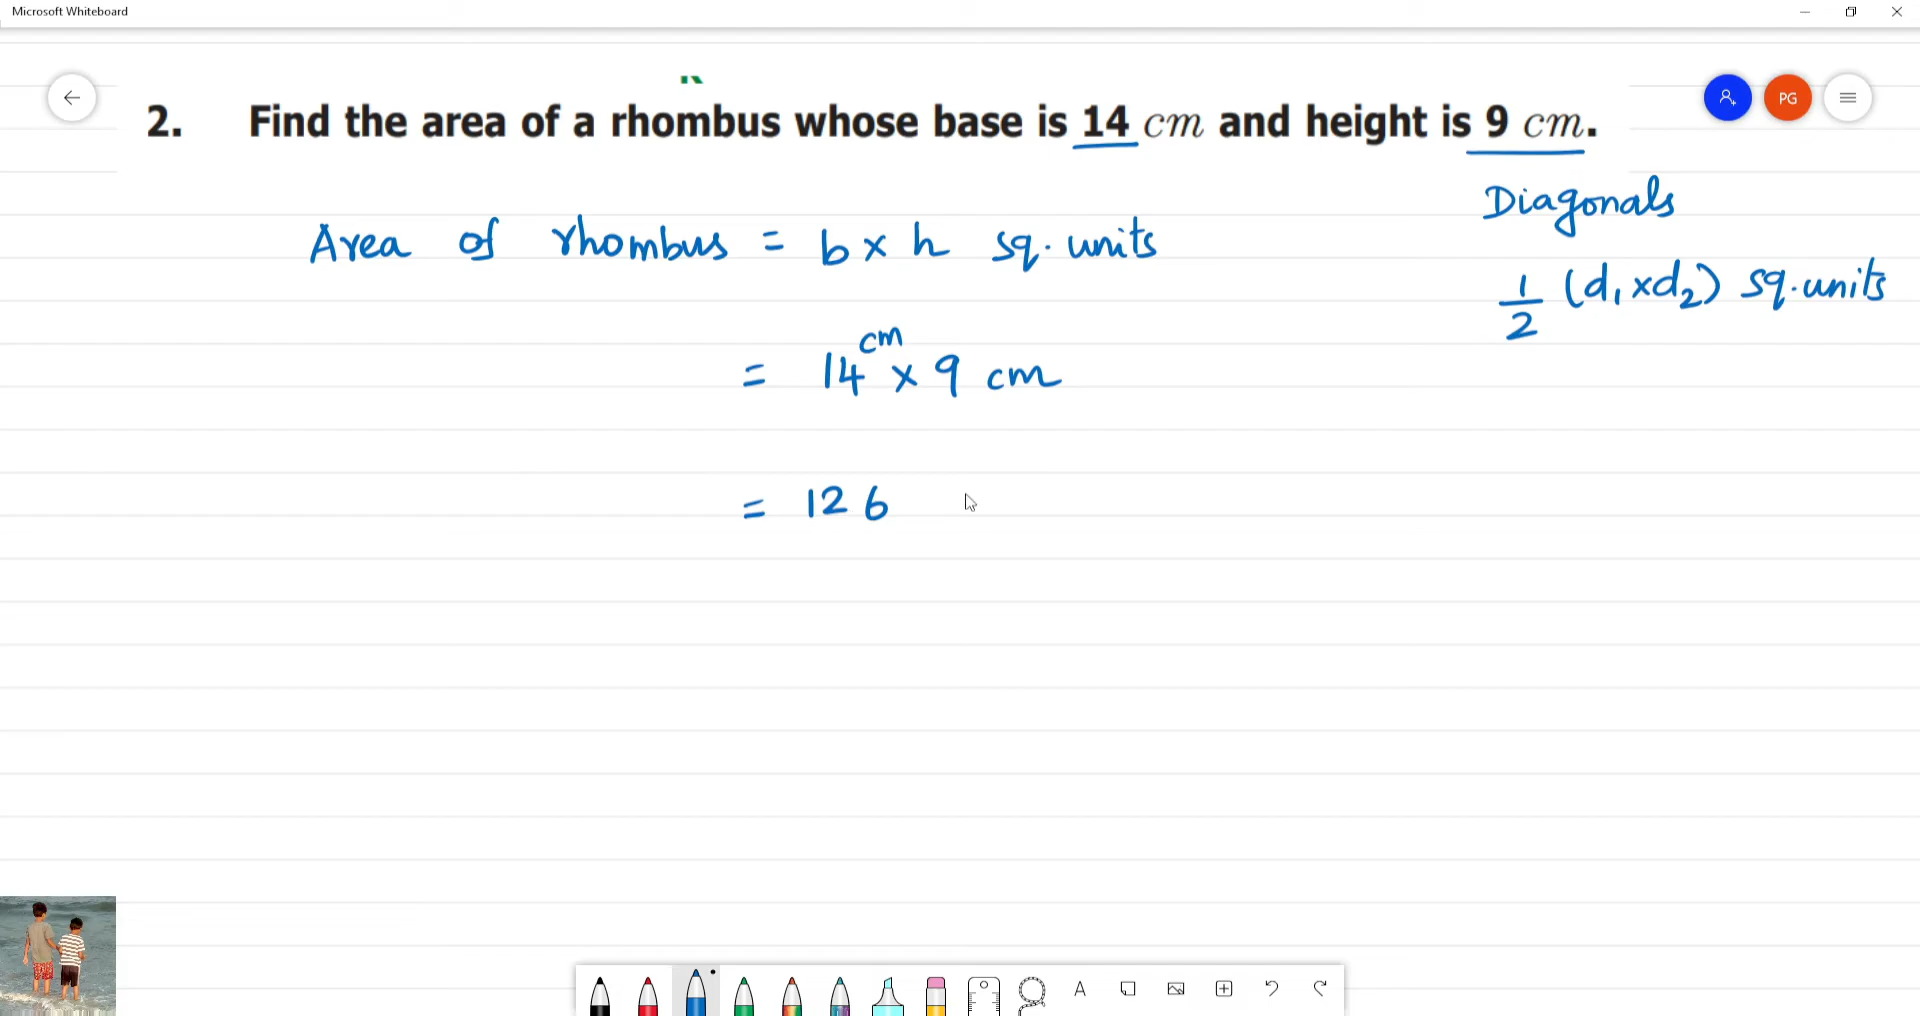 Microsoft Whiteboard
PG
2. Find the area of a rhombus whose base is 14 cm and height is 9 cm.
Diagonals
Area of rhombus = b x h sq. units
1/2 (d₁ x d₂) sq. units
= 14 cm x 9 cm
= 126
A